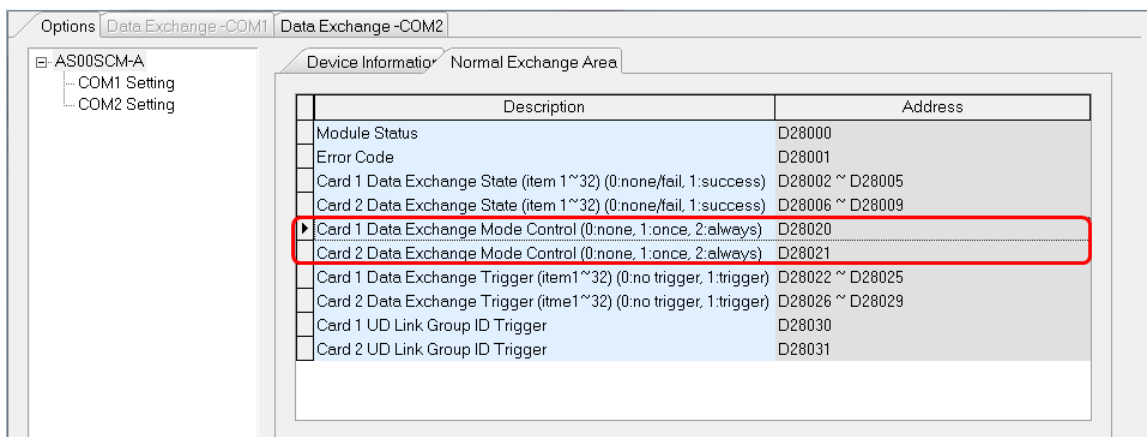 Options Data Exchange -COM1 Data Exchange -COM2
AS00SCM-A
COM1 Setting
COM2 Setting
Device Information Normal Exchange Area
Description Address
Module Status D28000
Error Code D28001
Card 1 Data Exchange State (item 1~32) (0:none/fail, 1:success) D28002 ~ D28005
Card 2 Data Exchange State (item 1~32) (0:none/fail, 1:success) D28006 ~ D28009
Card 1 Data Exchange Mode Control (0:none, 1:once, 2:always) D28020
Card 2 Data Exchange Mode Control (0:none, 1:once, 2:always) D28021
Card 1 Data Exchange Trigger (item1~32) (0:no trigger, 1:trigger) D28022 ~ D28025
Card 2 Data Exchange Trigger (itme1~32) (0:no trigger, 1:trigger) D28026 ~ D28029
Card 1 UD Link Group ID Trigger D28030
Card 2 UD Link Group ID Trigger D28031